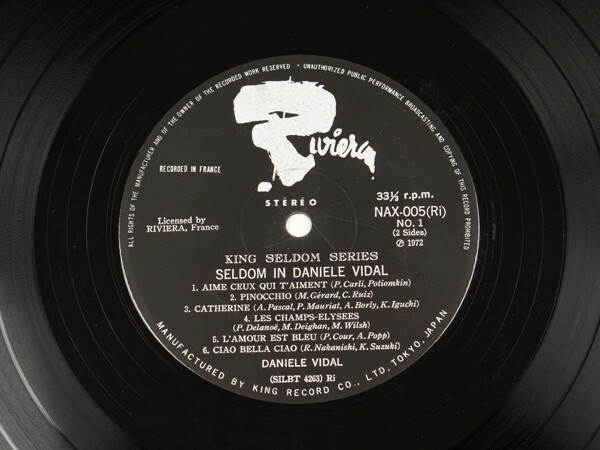 ALL RIGHTS OF THE MANUFACTURER AND OF THE OWNER OF THE RECORDED WORK RESERVED • UNAUTHORIZED PUBLIC PERFORMANCE BROADCASTING AND COPYING OF THIS RECORD PROHIBITED
Riviera
RECORDED IN FRANCE
STÉRÉO
33⅓ r.p.m.
NAX-005(Ri)
NO. 1
(2 Sides)
Ⓟ 1972
Licensed by
RIVIERA, France
KING SELDOM SERIES
SELDOM IN DANIELE VIDAL
1. AIME CEUX QUI T'AIMENT (P. Carli, Potiomkin)
2. PINOCCHIO (M. Gérard, C. Ruiz)
3. CATHERINE (A. Pascal, P. Mauriat, A. Borly, K. Iguchi)
4. LES CHAMPS-ELYSEES
(P. Delanoë, M. Deighan, M. Wilsh)
5. L'AMOUR EST BLEU (P. Cour, A. Popp)
6. CIAO BELLA CIAO (R. Nakanishi, K. Suzuki)
DANIELE VIDAL
(SILBT 4263) Ri
MANUFACTURED BY KING RECORD CO., LTD. TOKYO, JAPAN